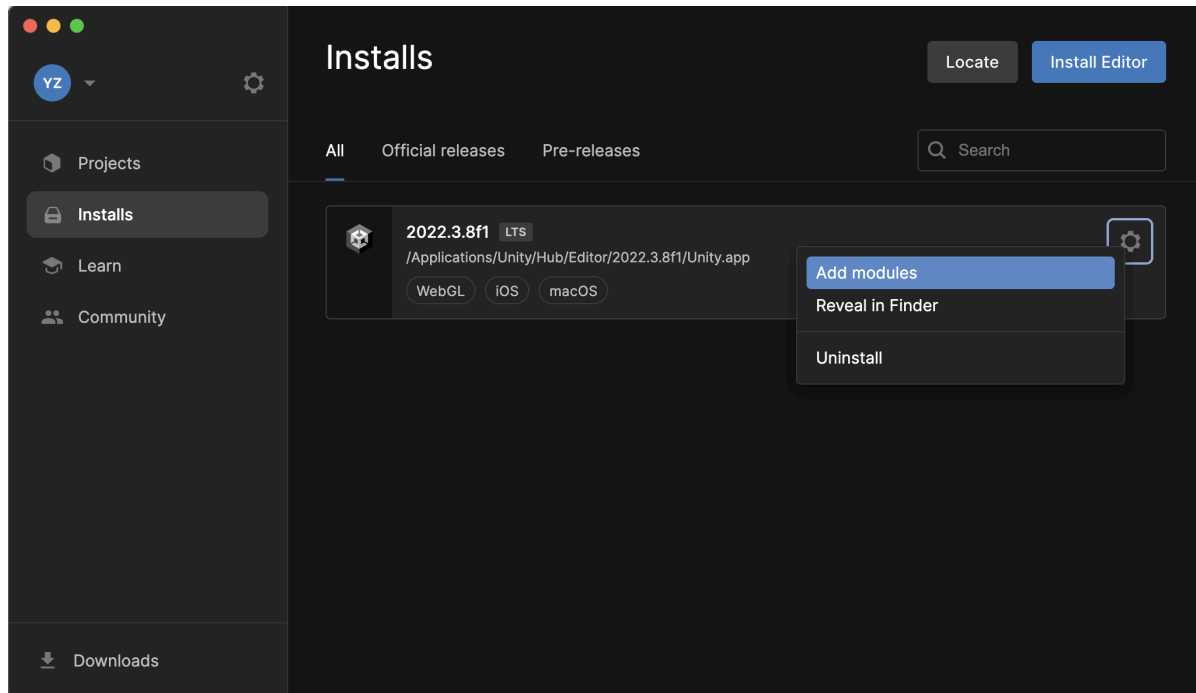 YZ
Projects
Installs
Learn
Community
Downloads
Installs
Locate
Install Editor
All
Official releases
Pre-releases
Search
2022.3.8f1 LTS
/Applications/Unity/Hub/Editor/2022.3.8f1/Unity.app
WebGL
iOS
macOS
Add modules
Reveal in Finder
Uninstall